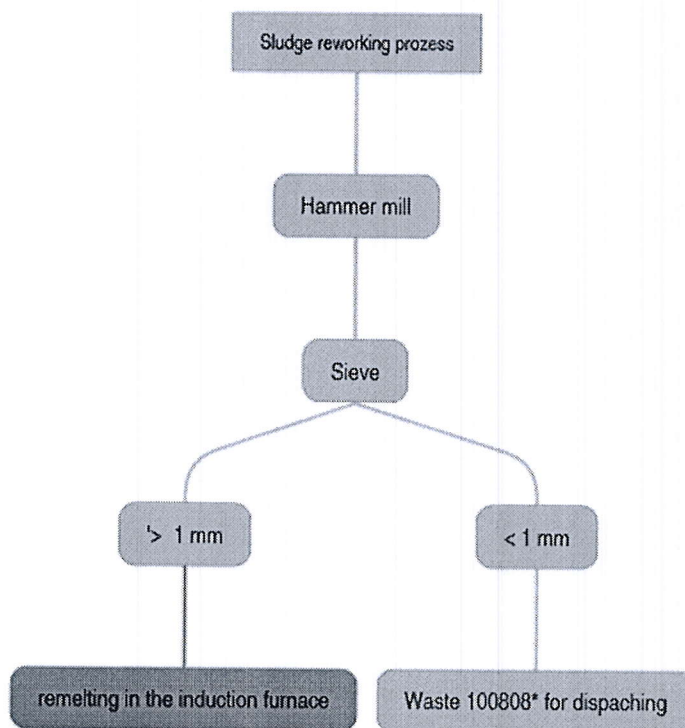 Sludge reworking prozess
Hammer mill
Sieve
'> 1 mm
< 1 mm
remelting in the induction furnace
Waste 100808* for dispaching